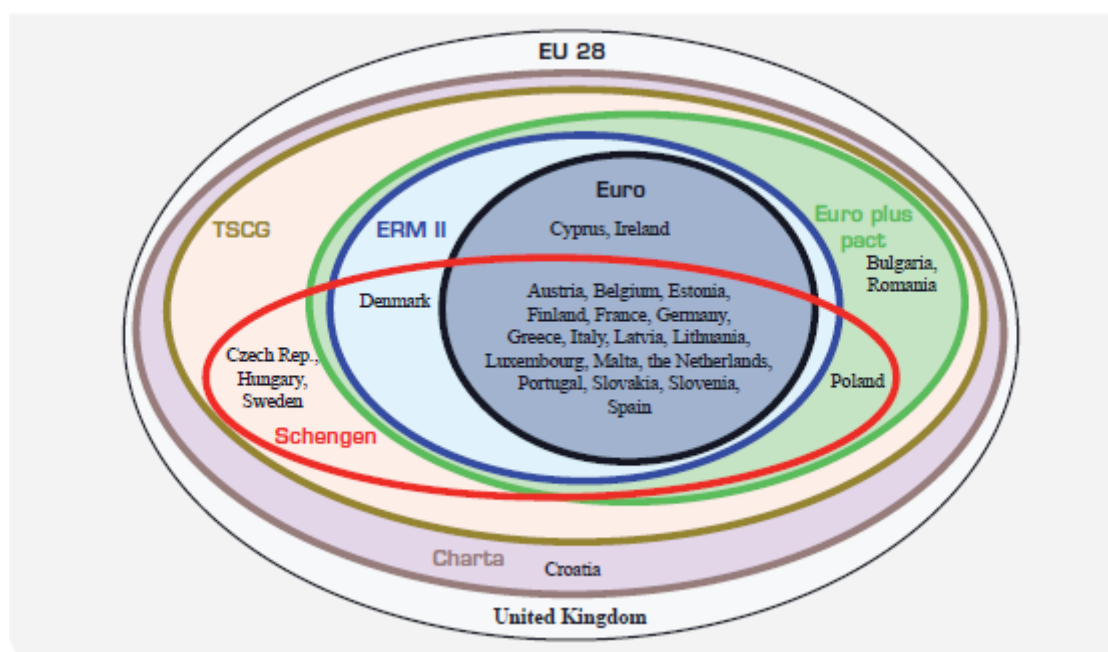 EU 28
Euro
TSCG
ERM II
Cyprus, Ireland
Euro plus
pact
Bulgaria,
Romania
Denmark
Austria, Belgium, Estonia,
Finland, France, Germany,
Greece, Italy, Latvia, Lithuania,
Luxembourg, Malta, the Netherlands,
Portugal, Slovakia, Slovenia,
Spain
Czech Rep.,
Hungary,
Sweden
Poland
Schengen
Charta
Croatia
United Kingdom